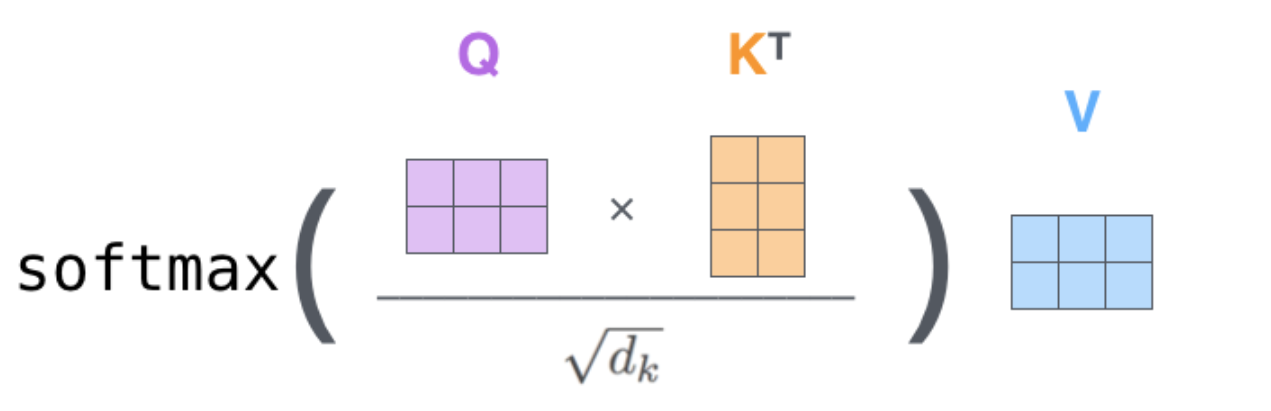 Q Kᵀ
V
softmax( × )
√dₖ